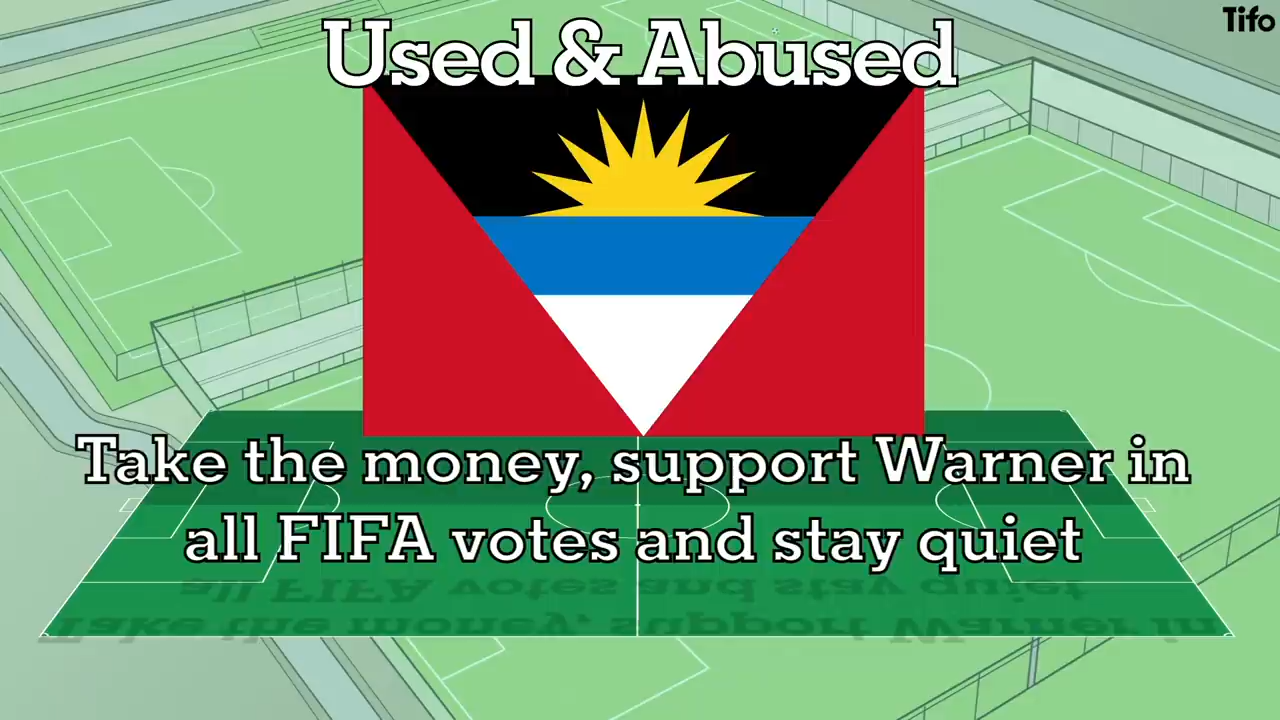 Tifo
Used & Abused
Take the money, support Warner in
all FIFA votes and stay quiet